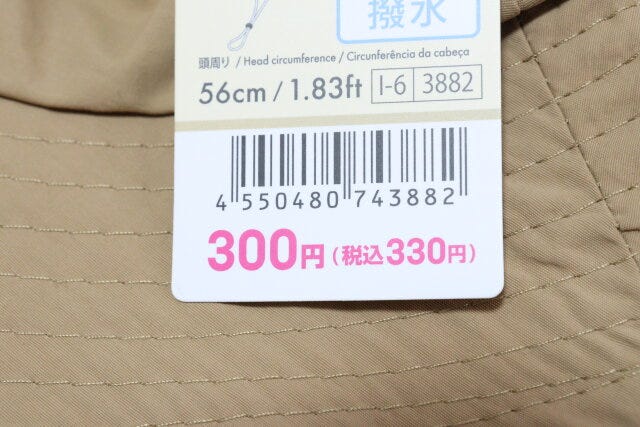 撥水
頭周り / Head circumference / Circunferência da cabeça
56cm / 1.83ft I-6 3882
4 550480 743882
300円(税込330円)